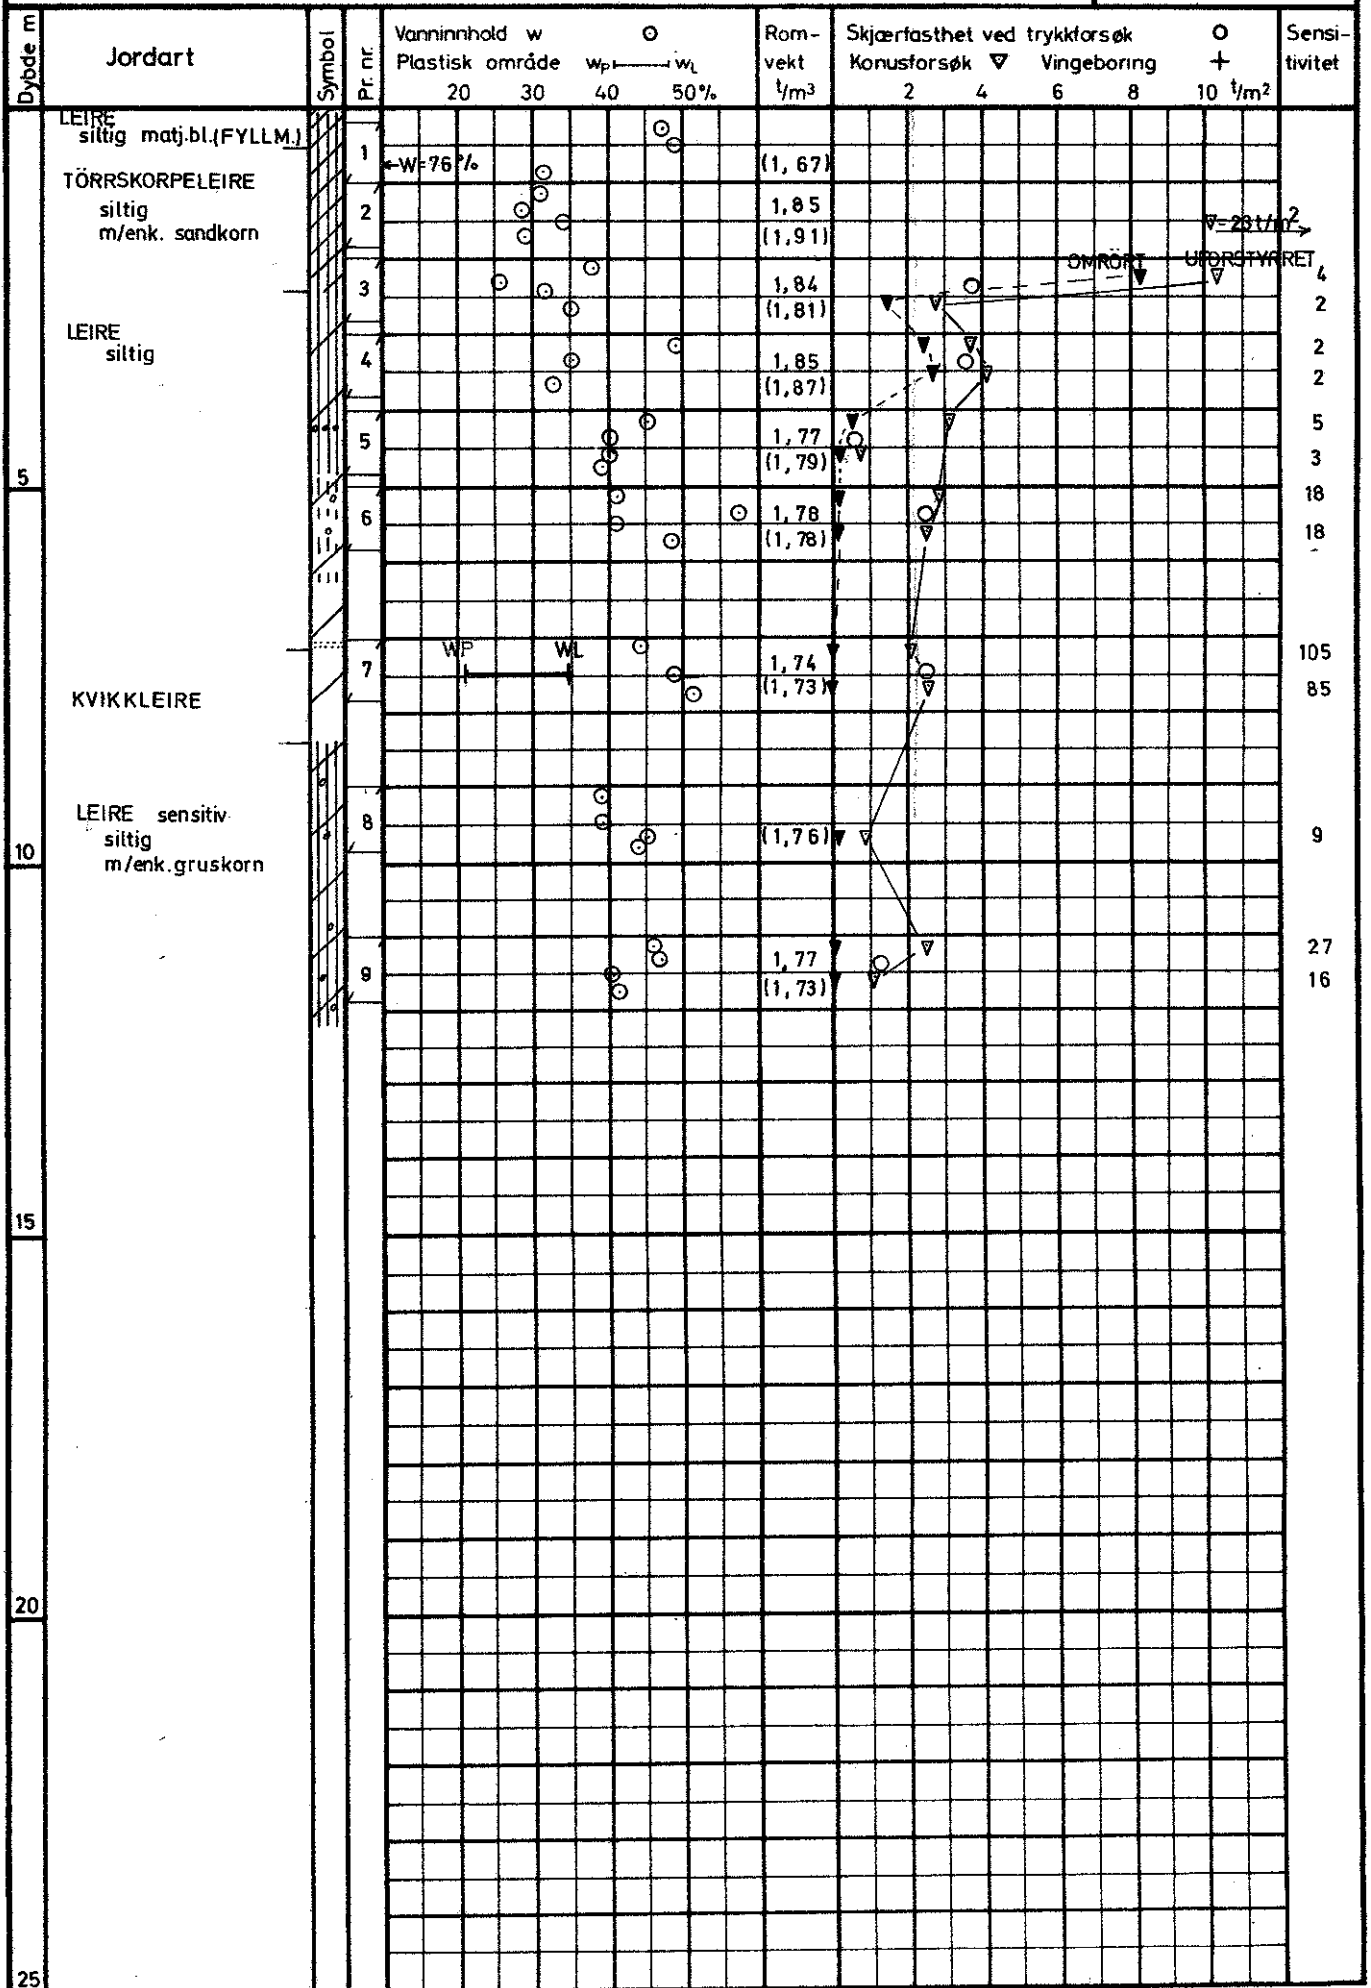 Dybde m
Jordart
Symbol
Pr. nr.
Vanninnhold w ⊙
Plastisk område wP wL
20 30 40 50%
Rom-
vekt
t/m³
Skjærfasthet ved trykkforsøk O
Konusforsøk ▽ Vingeboring +
2 4 6 8 10 t/m²
Sensi-
tivitet
LEIRE
siltig matj.bl.(FYLLM.)
1
←W=76%
(1,67)
TÖRRSKORPELEIRE
siltig
m/enk. sandkorn
2
1,85
(1,91)
▽=23t/m²
OMRØRT UFORSTYRRET
3
1,84
(1,81)
4
2
LEIRE
siltig
4
1,85
(1,87)
2
2
5
1,77
(1,79)
5
3
5
6
1,78
(1,78)
18
18
WP WL
7
1,74
(1,73)
105
85
KVIKKLEIRE
LEIRE sensitiv
siltig
m/enk.gruskorn
8
(1,76)
9
10
9
1,77
(1,73)
27
16
15
20
25